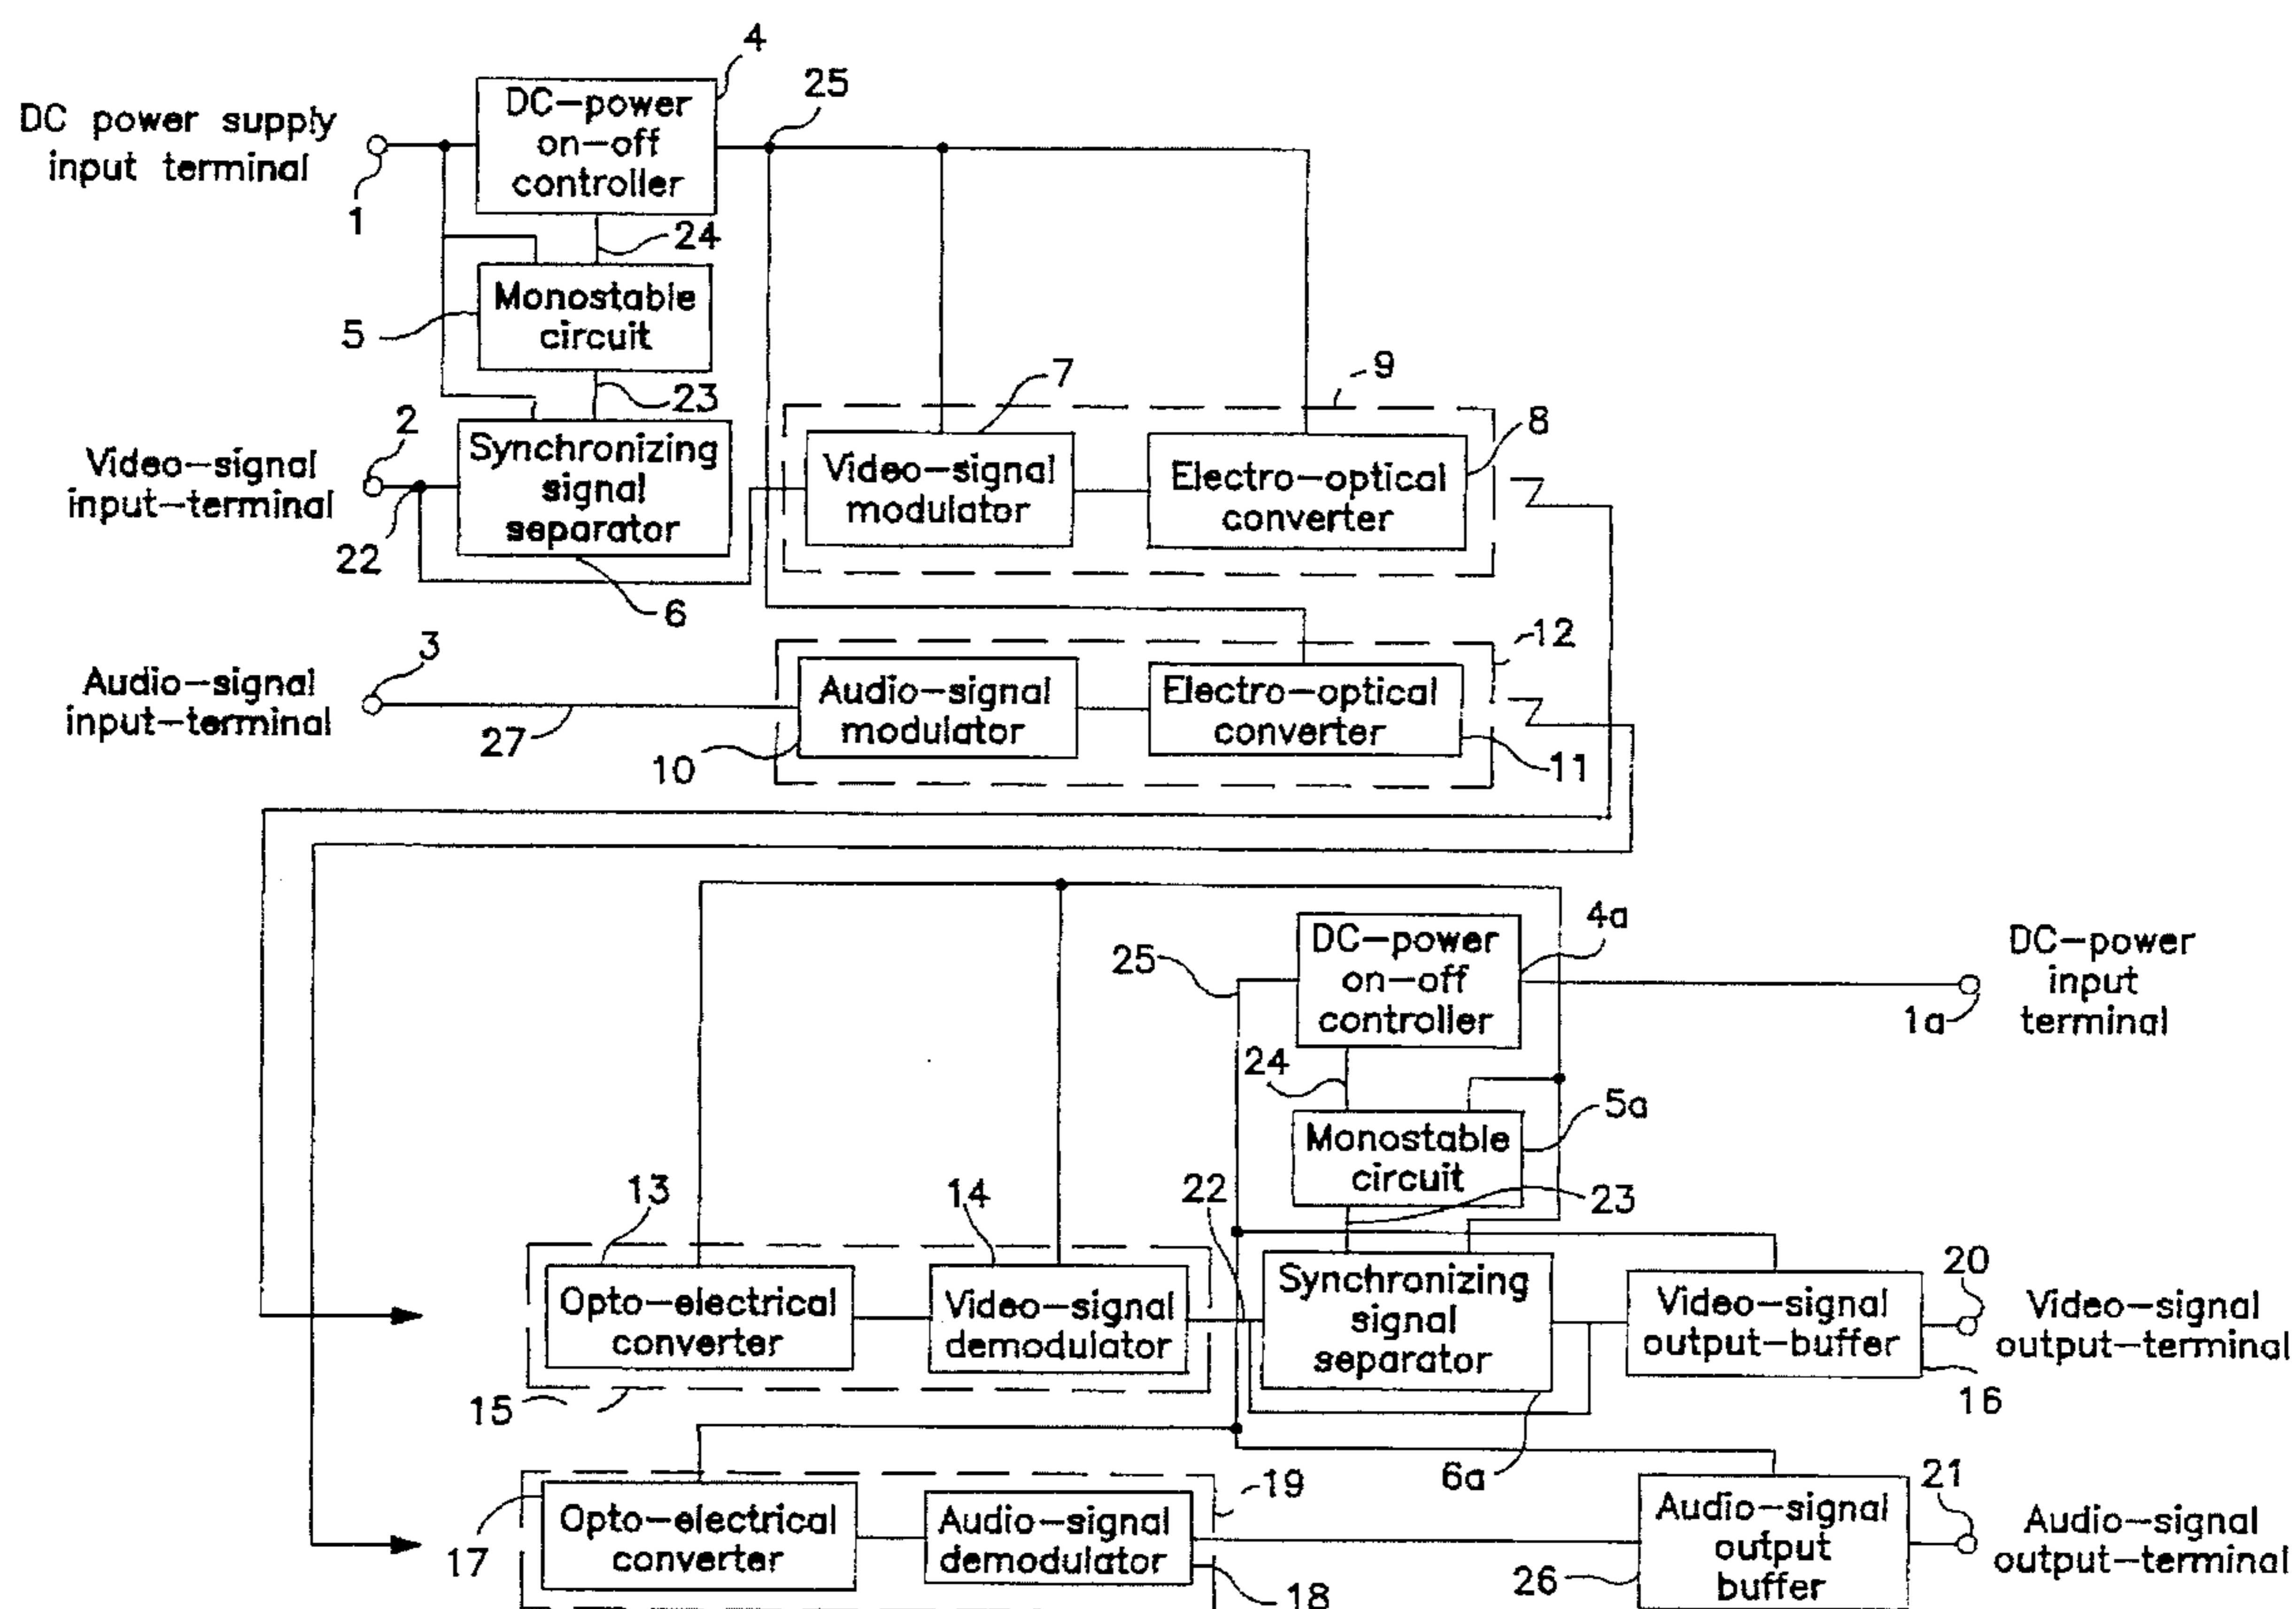 4
25
DC power supply
input terminal
1
DC-power
on-off
controller
24
Monostable
circuit
5
23
7
9
8
2
Video-signal
input-terminal
22
Synchronizing
signal
separator
6
Video-signal
modulator
Electro-optical
converter
3
12
Audio-signal
input-terminal
27
Audio-signal
modulator
10
Electro-optical
converter
11
4a
25
DC-power
on-off
controller
1a
DC-power
input
terminal
24
5a
Monostable
circuit
13
14
22
23
20
Opto-electrical
converter
Video-signal
demodulator
Synchronizing
signal
separator
Video-signal
output-buffer
Video-signal
output-terminal
15
16
6a
19
21
17
Opto-electrical
converter
Audio-signal
demodulator
18
26
Audio-signal
output
buffer
Audio-signal
output-terminal